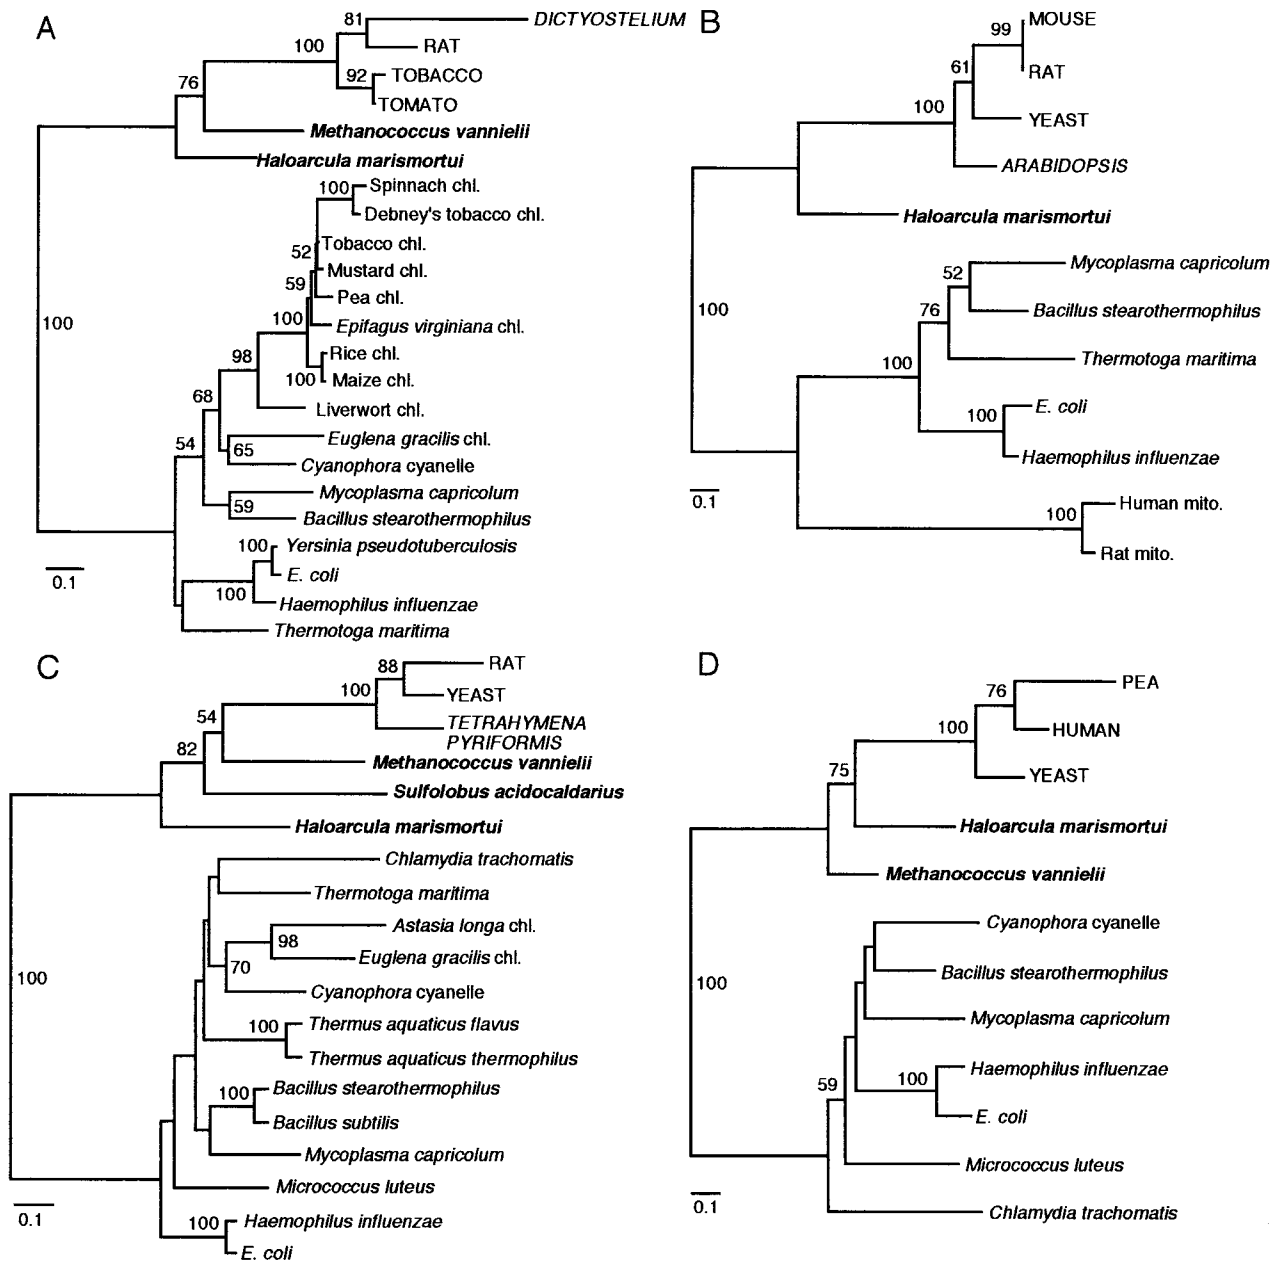 A
81
DICTYOSTELIUM
100
RAT
92
TOBACCO
TOMATO
76
Methanococcus vannielii
Haloarcula marismortui
100
Spinnach chl.
Debney's tobacco chl.
Tobacco chl.
52
Mustard chl.
59
Pea chl.
100
Epifagus virginiana chl.
Rice chl.
98
100
Maize chl.
68
Liverwort chl.
Euglena gracilis chl.
54
65
Cyanophora cyanelle
Mycoplasma capricolum
59
Bacillus stearothermophilus
100
Yersinia pseudotuberculosis
E. coli
100
Haemophilus influenzae
Thermotoga maritima
100
0.1
B
MOUSE
99
RAT
61
100
YEAST
ARABIDOPSIS
Haloarcula marismortui
Mycoplasma capricolum
52
76
Bacillus stearothermophilus
100
Thermotoga maritima
E. coli
100
Haemophilus influenzae
Human mito.
100
Rat mito.
100
0.1
C
RAT
88
100
YEAST
54
TETRAHYMENA
PYRIFORMIS
82
Methanococcus vannielii
Sulfolobus acidocaldarius
Haloarcula marismortui
Chlamydia trachomatis
Thermotoga maritima
Astasia longa chl.
98
Euglena gracilis chl.
70
Cyanophora cyanelle
100
Thermus aquaticus flavus
Thermus aquaticus thermophilus
Bacillus stearothermophilus
100
Bacillus subtilis
Mycoplasma capricolum
Micrococcus luteus
100
Haemophilus influenzae
E. coli
100
0.1
D
PEA
76
100
HUMAN
75
YEAST
Haloarcula marismortui
Methanococcus vannielii
Cyanophora cyanelle
Bacillus stearothermophilus
Mycoplasma capricolum
Haemophilus influenzae
100
59
E. coli
Micrococcus luteus
Chlamydia trachomatis
100
0.1